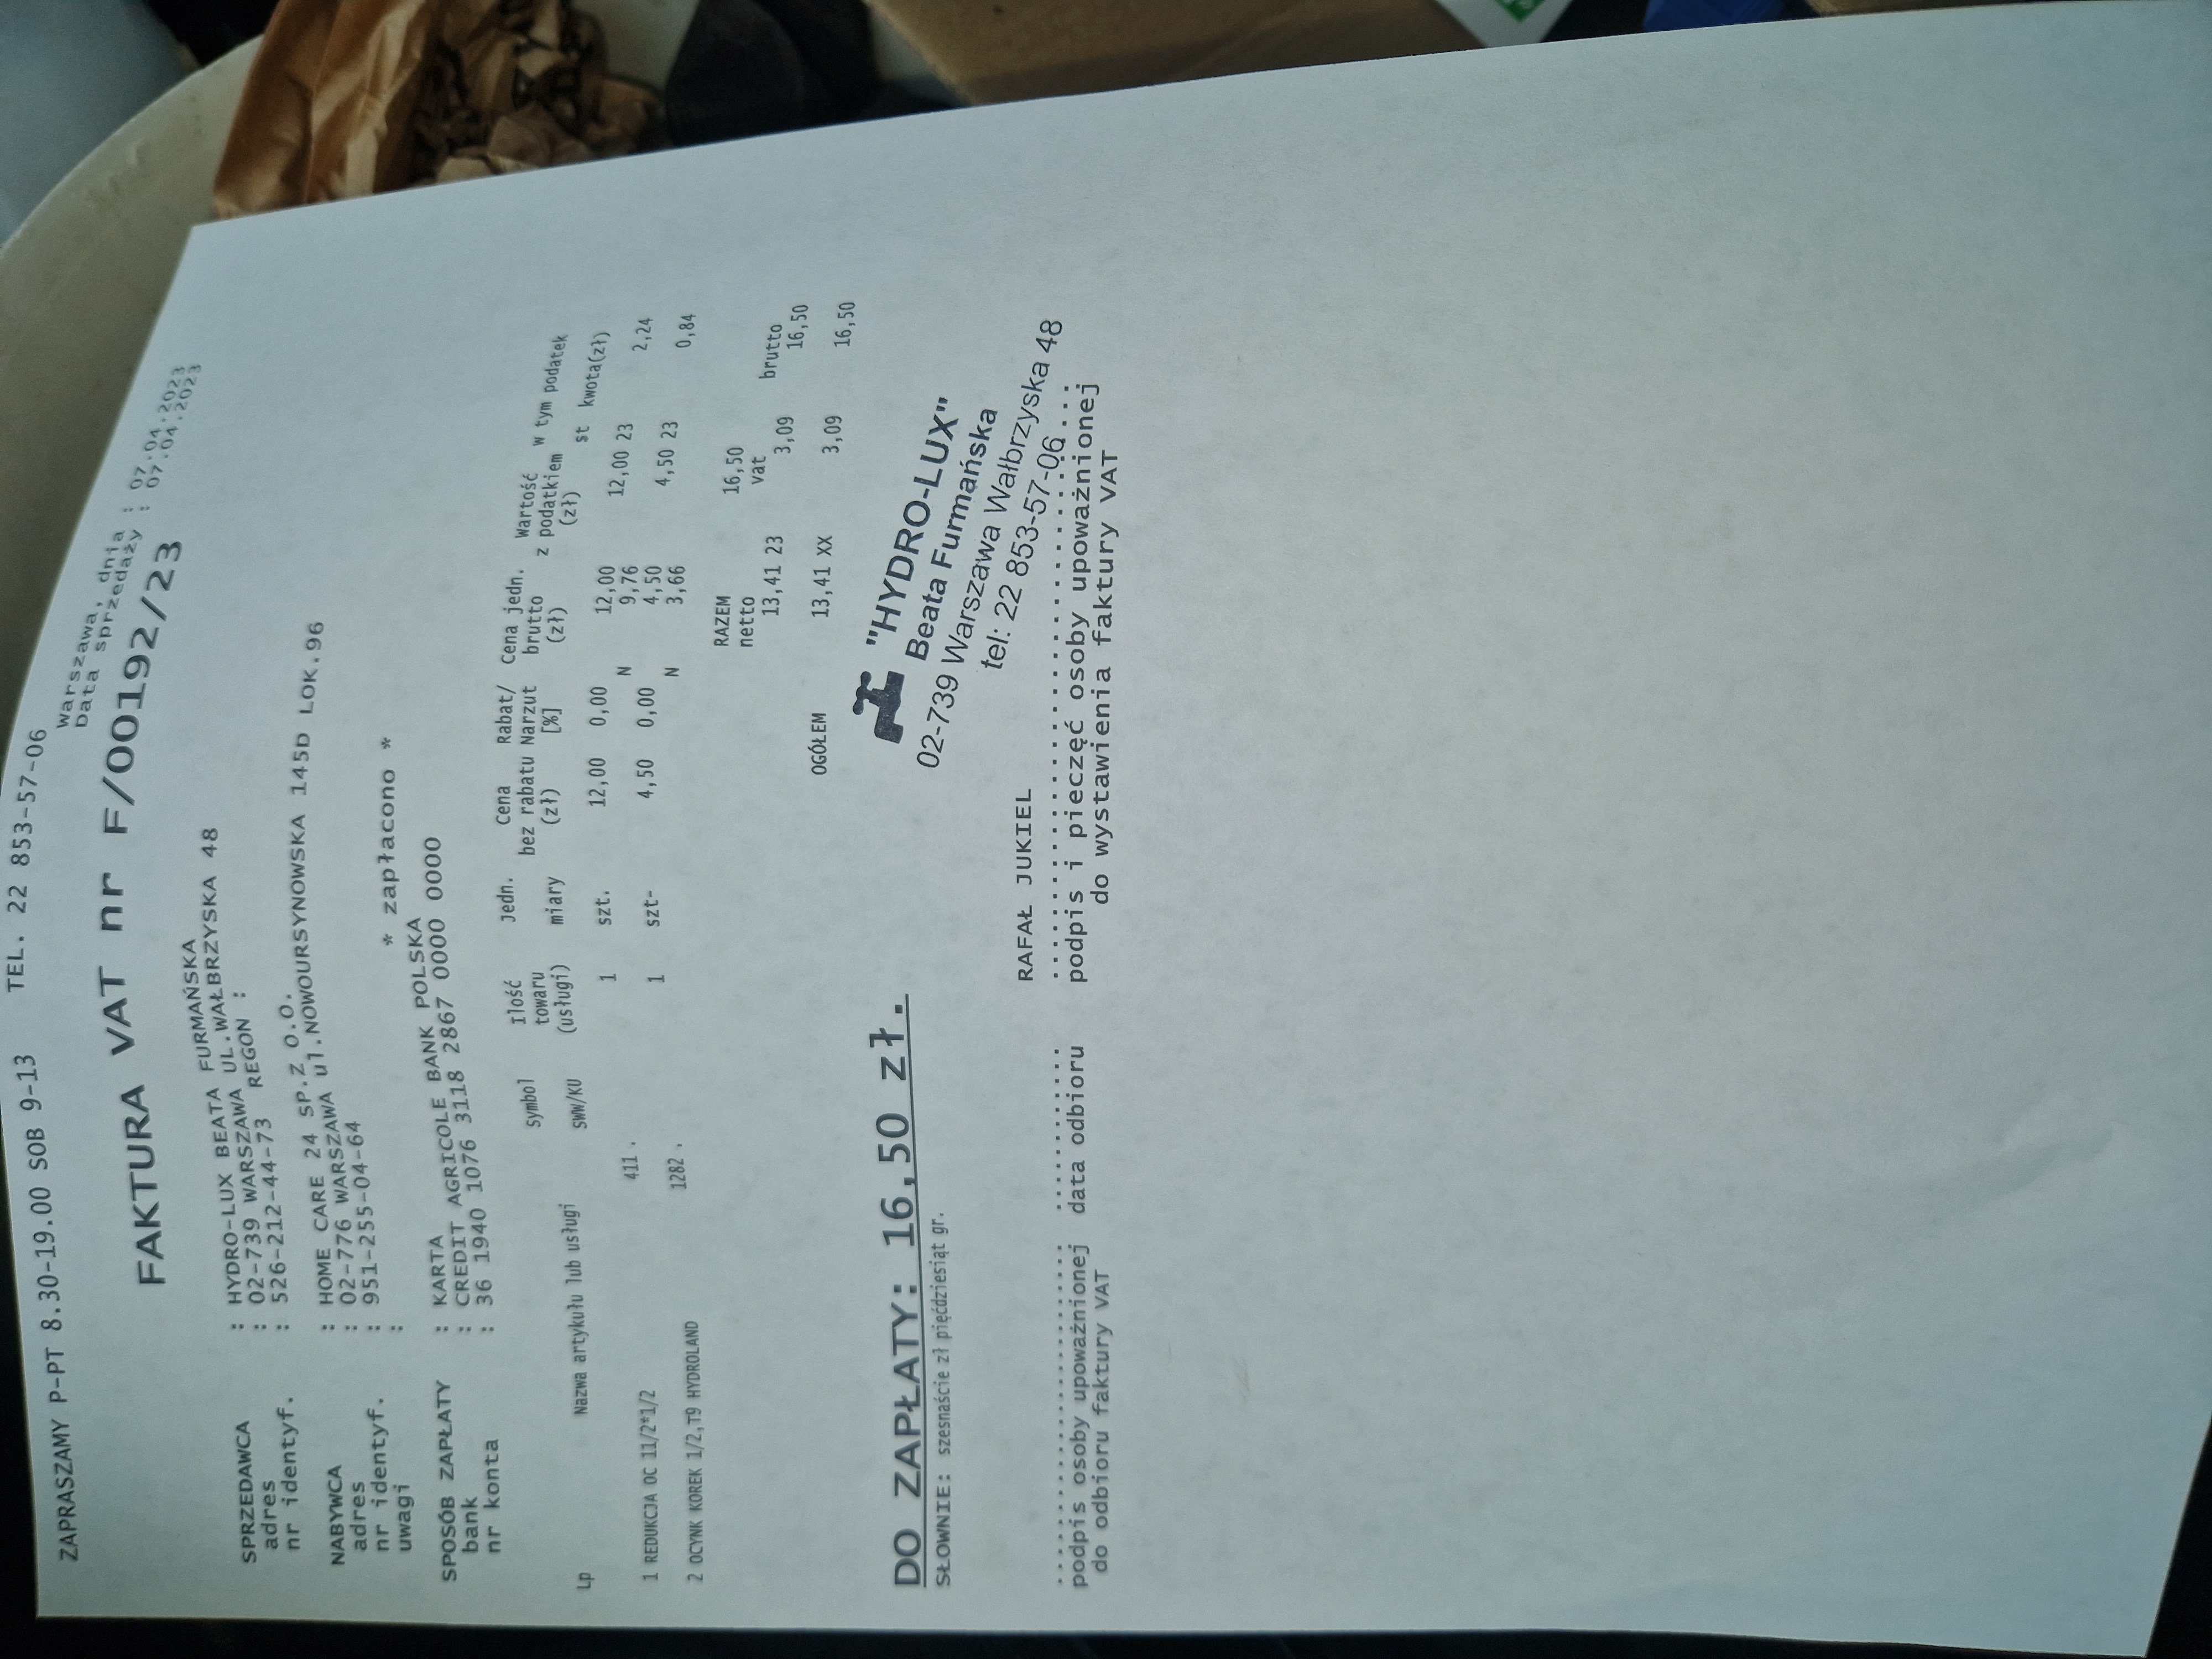 ZAPRASZAMY P-PT 8.30-19.00 SOB 9-13 TEL. 22 853-57-06
Warszawa, dnia : 07.04.2023
Data sprzedaży : 07.04.2023
FAKTURA VAT nr F/00192/23
SPRZEDAWCA : HYDRO-LUX BEATA FURMAŃSKA
adres : 02-739 WARSZAWA UL.WAŁBRZYSKA 48
nr identyf. : 526-212-44-73 REGON :
NABYWCA : HOME CARE 24 SP.Z O.O.
adres : 02-776 WARSZAWA ul.NOWOURSYNOWSKA 145D LOK.96
nr identyf. : 951-255-04-64
uwagi :
* zapłacono *
SPOSÓB ZAPŁATY : KARTA
bank : CREDIT AGRICOLE BANK POLSKA
nr konta : 36 1940 1076 3118 2867 0000 0000
Symbol Ilość Jedn. Cena Rabat/ Cena jedn. Wartość w tym podatek
towaru bez rabatu Narzut brutto z podatkiem
Lp Nazwa artykułu lub usługi SWW/KU (usługi) miary (zł) [%] (zł) (zł) st kwota(zł)
1 REDUKCJA OC 11/2*1/2 411 . 1 szt. 12,00 0,00 12,00 12,00 23 2,24
N 9,76
2 OCYNK KOREK 1/2,T9 HYDROLAND 1282 . 1 szt- 4,50 0,00 4,50 4,50 23 0,84
N 3,66
RAZEM 16,50
netto vat brutto
13,41 23 3,09 16,50
OGÓŁEM 13,41 XX 3,09 16,50
DO ZAPŁATY: 16,50 zł.
SŁOWNIE: szesnaście zł pięćdziesiąt gr.
"HYDRO-LUX"
Beata Furmańska
02-739 Warszawa Wałbrzyska 48
tel: 22 853-57-06
RAFAŁ JUKIEL
podpis osoby upoważnionej data odbioru podpis i pieczęć osoby upoważnionej
do odbioru faktury VAT do wystawienia faktury VAT